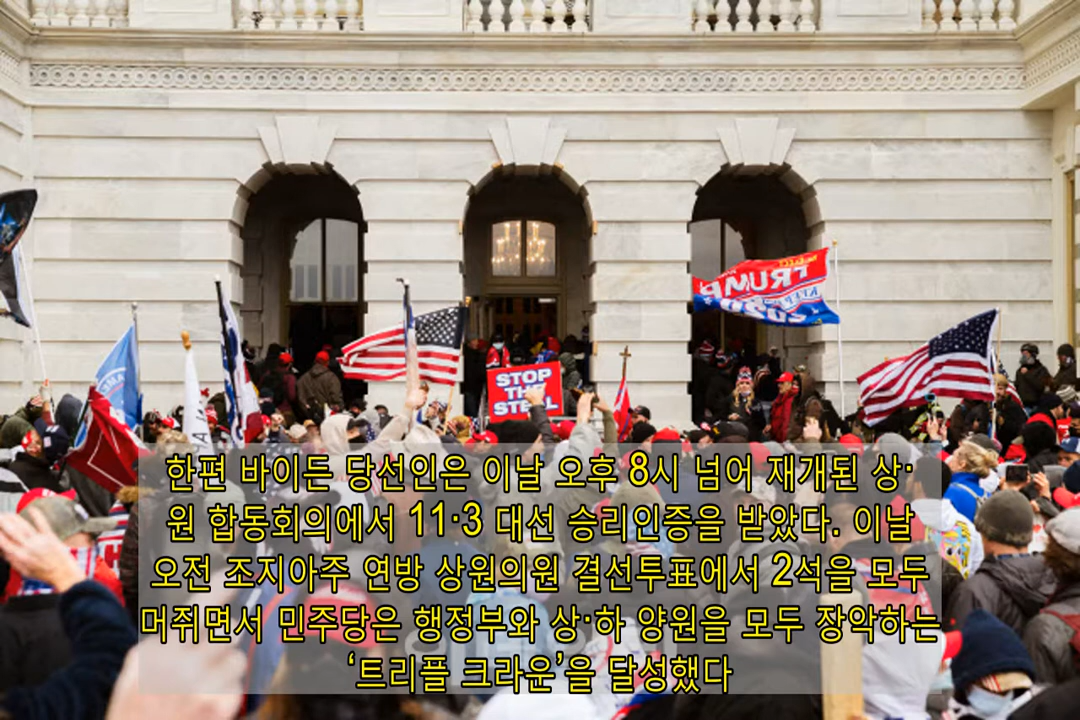 TRUMP
STOP
THE
STEAL
한편 바이든 당선인은 이날 오후 8시 넘어 재개된 상·
원 합동회의에서 11·3 대선 승리인증을 받았다. 이날
오전 조지아주 연방 상원의원 결선투표에서 2석을 모두
머쥐면서 민주당은 행정부와 상·하 양원을 모두 장악하는
‘트리플 크라운’을 달성했다